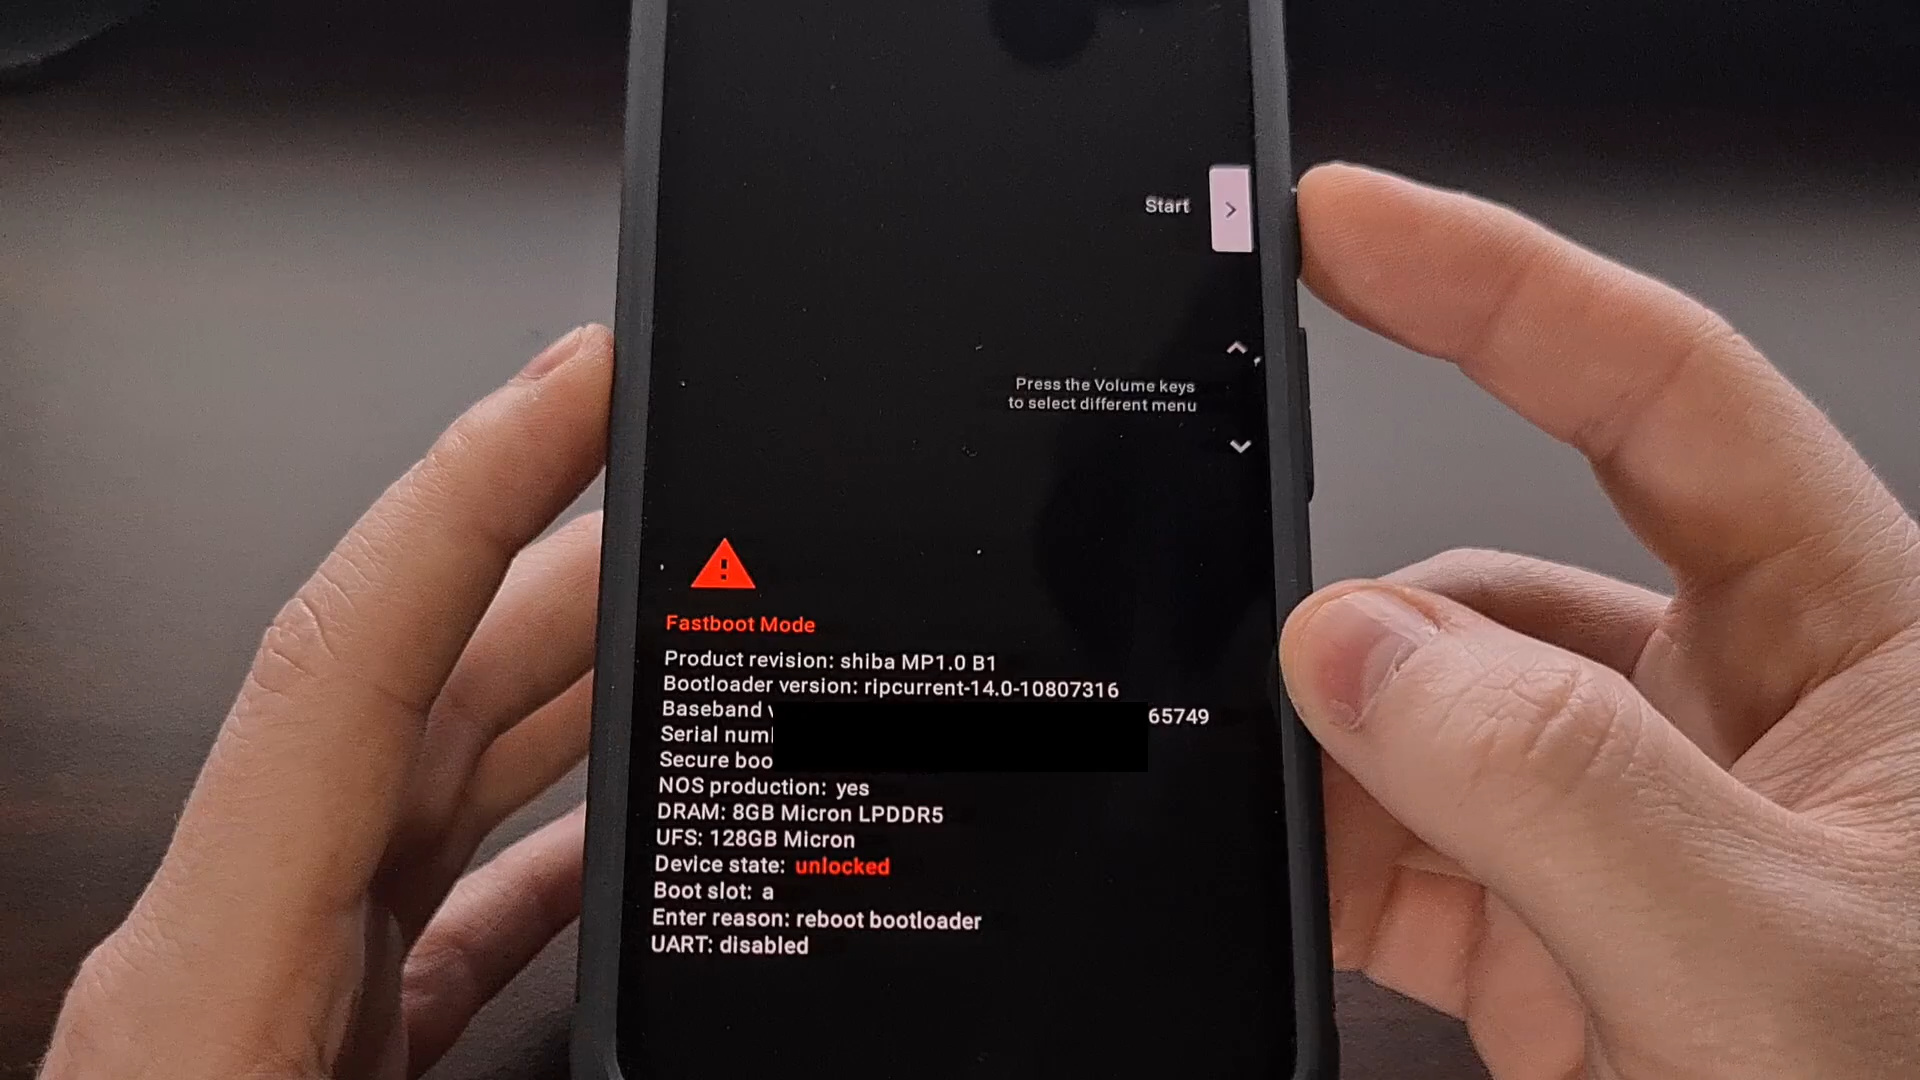 Start
Press the Volume keys
to select different menu
Fastboot Mode
Product revision: shiba MP1.0 B1
Bootloader version: ripcurrent-14.0-10807316
Baseband 65749
Serial
Secure
NOS production: yes
DRAM: 8GB Micron LPDDR5
UFS: 128GB Micron
Device state: unlocked
Boot slot: a
Enter reason: reboot bootloader
UART: disabled